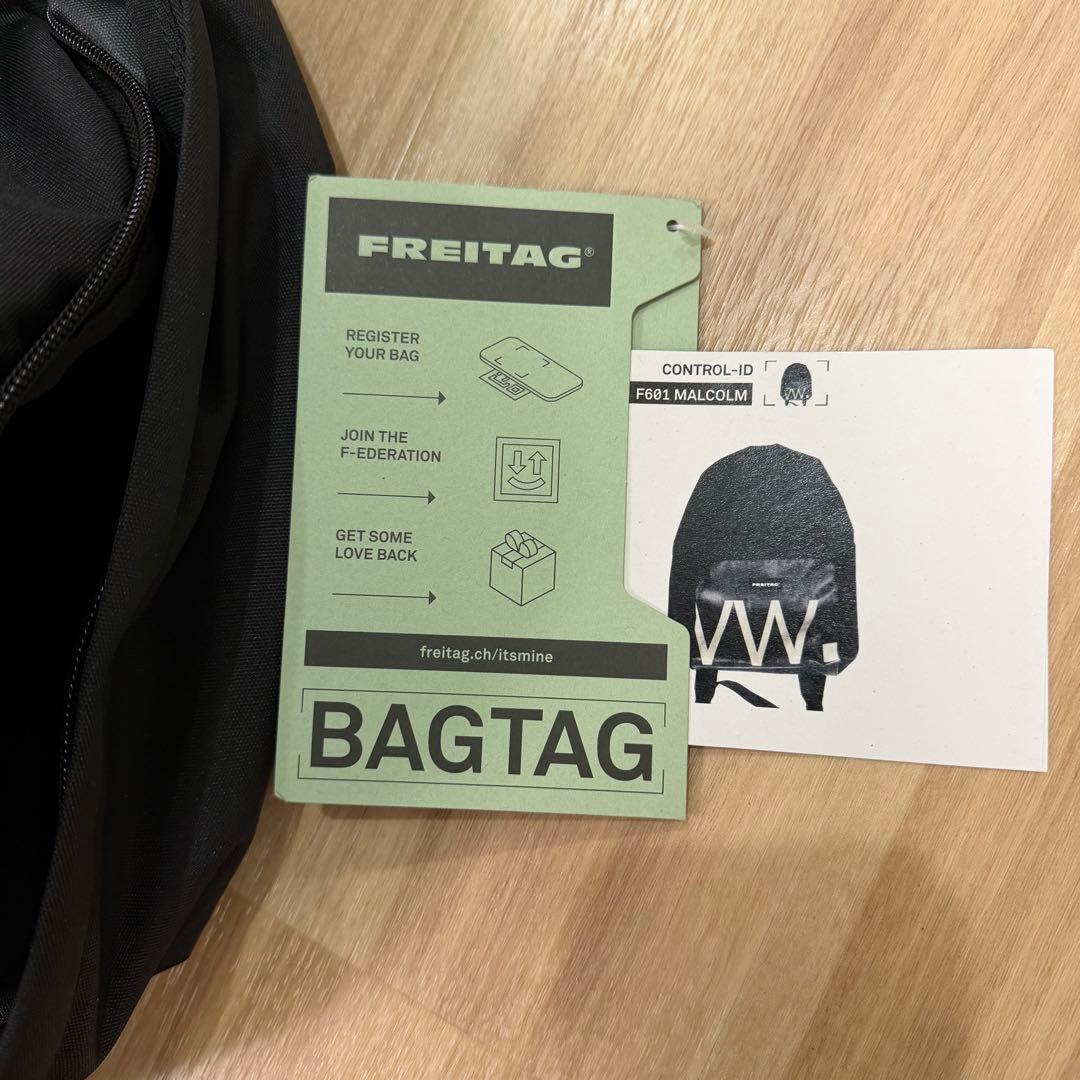 FREITAG®
REGISTER
YOUR BAG
JOIN THE
F-EDERATION
GET SOME
LOVE BACK
freitag.ch/itsmine
BAGTAG
CONTROL-ID
F601 MALCOLM
FREITAG
VW.